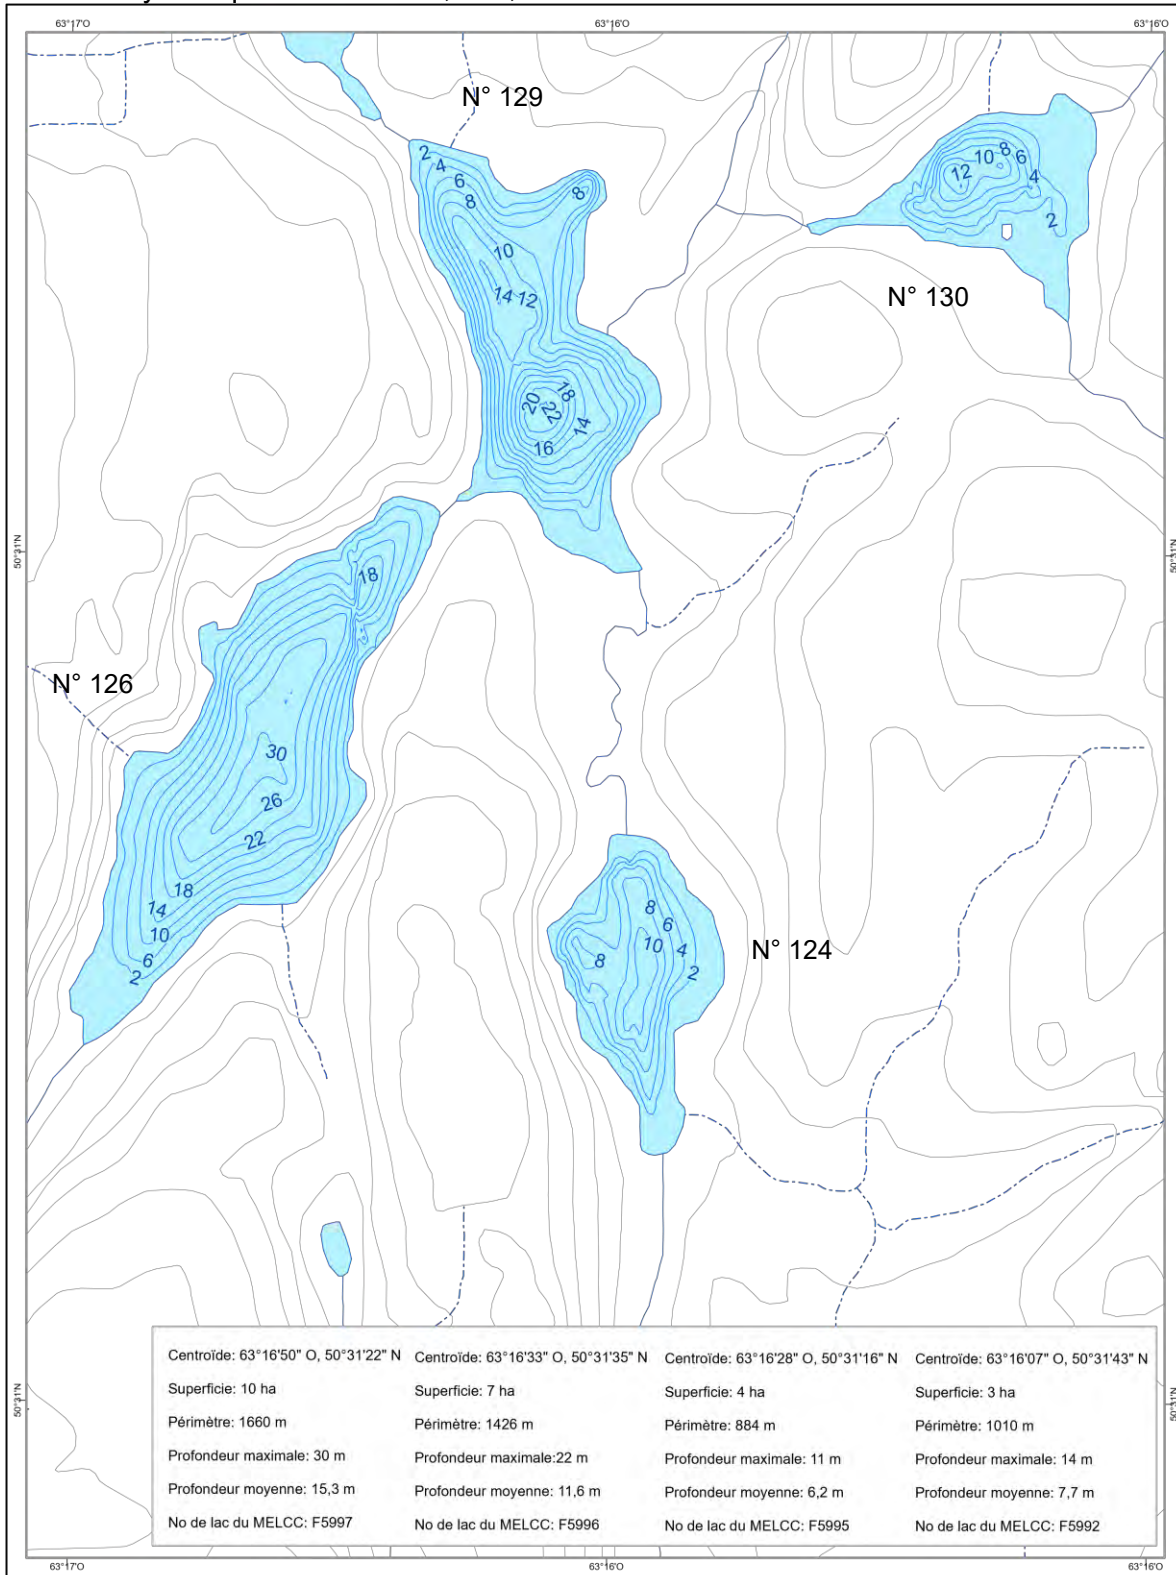 63°17'O
63°16'O
63°16'O
N° 129
2
4
6
8
8
10
14
12
20
22
18
14
16
8
10
6
12
4
2
N° 130
50°31'N
50°31'N
18
N° 126
30
26
22
18
14
10
6
2
8
6
10
4
8
2
N° 124
Centroïde: 63°16'50" O, 50°31'22" N
Superficie: 10 ha
Périmètre: 1660 m
Profondeur maximale: 30 m
Profondeur moyenne: 15,3 m
No de lac du MELCC: F5997
Centroïde: 63°16'33" O, 50°31'35" N
Superficie: 7 ha
Périmètre: 1426 m
Profondeur maximale:22 m
Profondeur moyenne: 11,6 m
No de lac du MELCC: F5996
Centroïde: 63°16'28" O, 50°31'16" N
Superficie: 4 ha
Périmètre: 884 m
Profondeur maximale: 11 m
Profondeur moyenne: 6,2 m
No de lac du MELCC: F5995
Centroïde: 63°16'07" O, 50°31'43" N
Superficie: 3 ha
Périmètre: 1010 m
Profondeur maximale: 14 m
Profondeur moyenne: 7,7 m
No de lac du MELCC: F5992
50°31'N
50°31'N
63°17'O
63°16'O
63°16'O